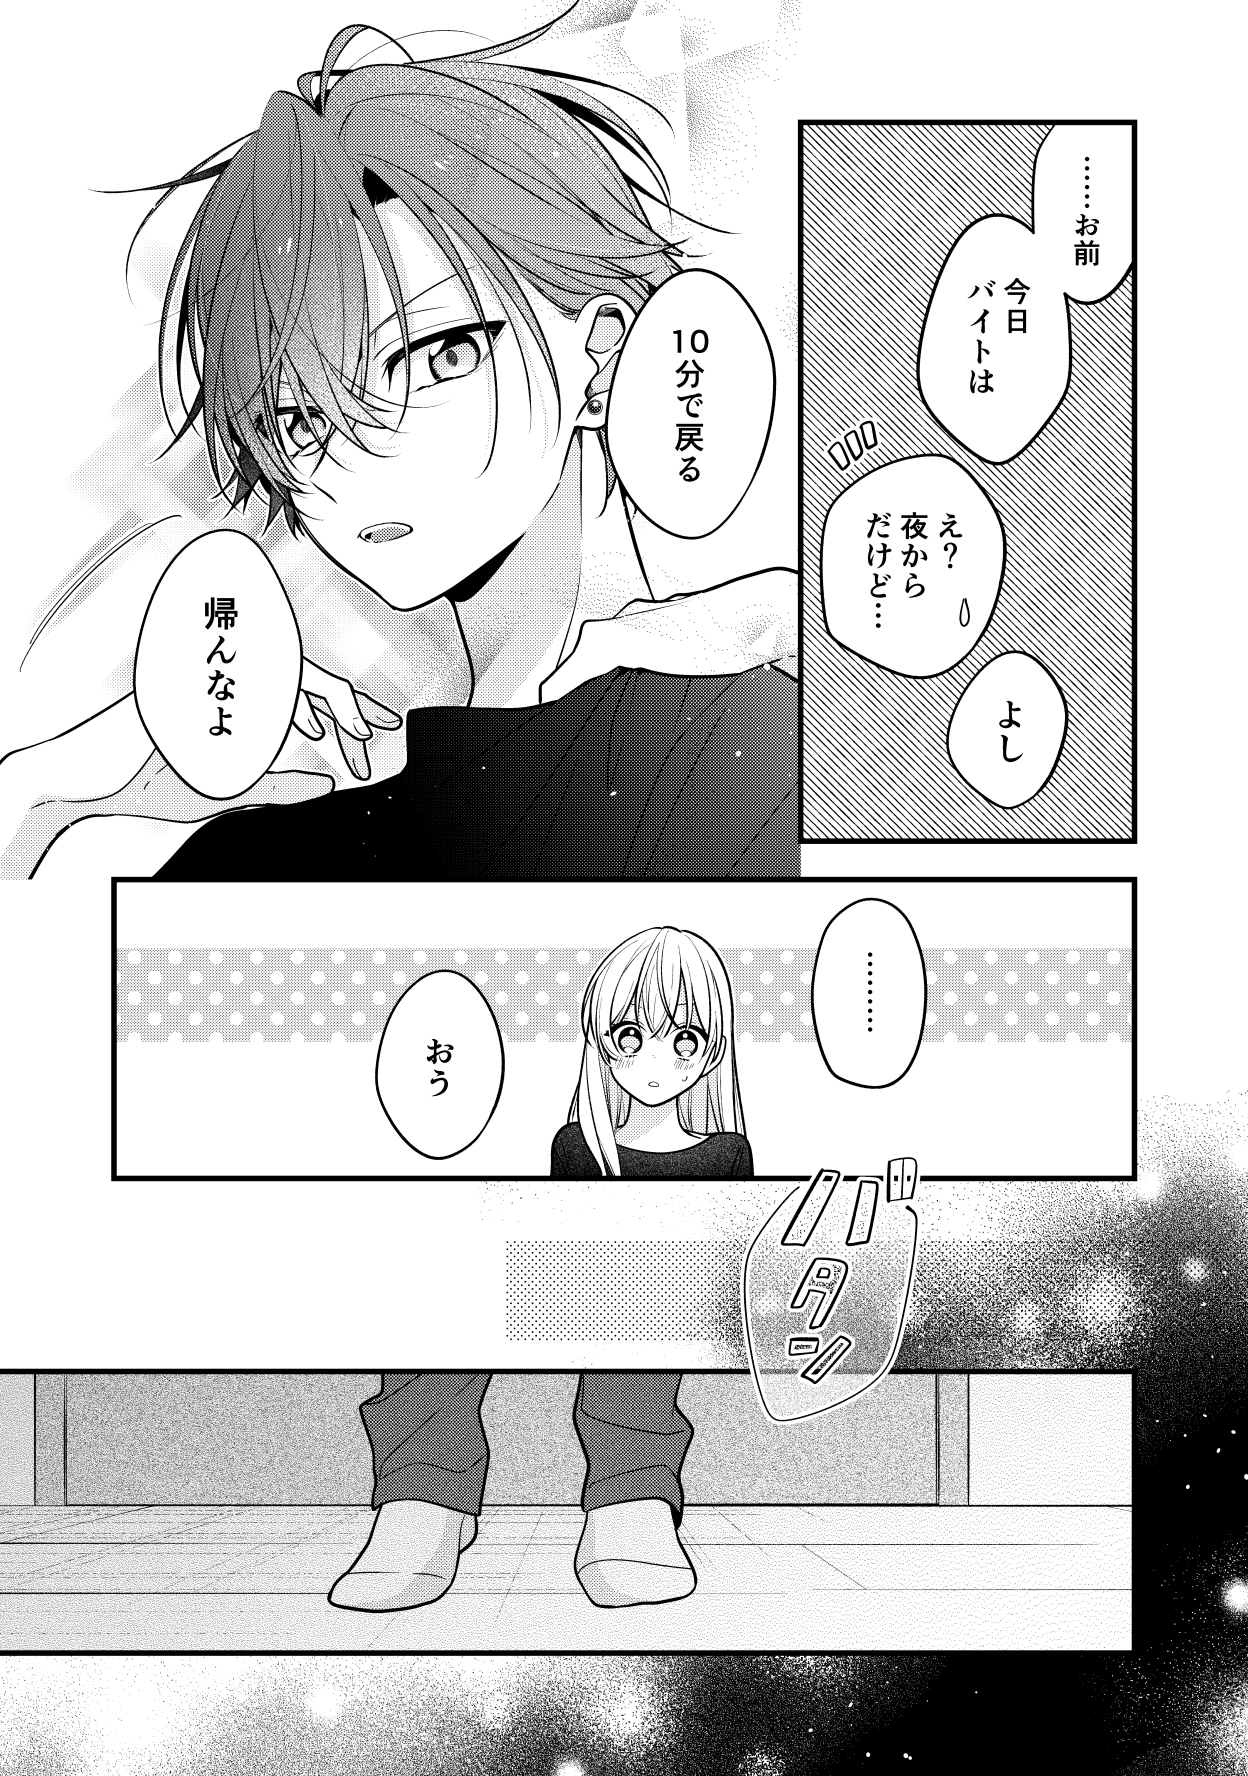 ……お前
今日
バイトは
え?
夜から
だけど…
よし
10分で戻る
帰んなよ
………
おう
バタン